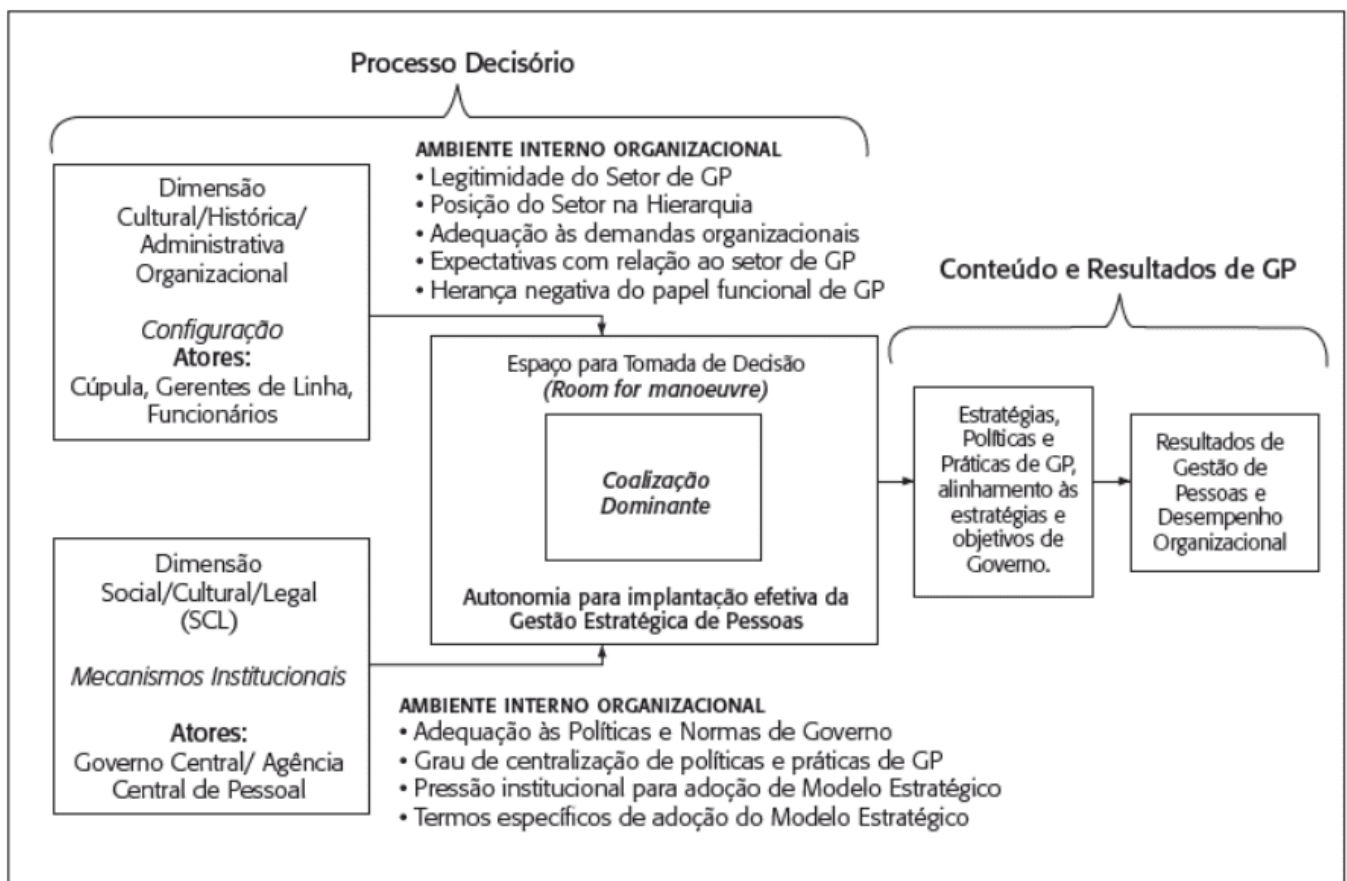 Processo Decisório
AMBIENTE INTERNO ORGANIZACIONAL
• Legitimidade do Setor de GP
• Posição do Setor na Hierarquia
• Adequação às demandas organizacionais
• Expectativas com relação ao setor de GP
• Herança negativa do papel funcional de GP
Dimensão
Cultural/Histórica/
Administrativa
Organizacional
Configuração
Atores:
Cúpula, Gerentes de Linha,
Funcionários
Conteúdo e Resultados de GP
Espaço para Tomada de Decisão
(Room for manoeuvre)
Coalização
Dominante
Autonomia para implantação efetiva da
Gestão Estratégica de Pessoas
Estratégias,
Políticas e
Práticas de GP,
alinhamento às
estratégias e
objetivos de
Governo.
Resultados de
Gestão de
Pessoas e
Desempenho
Organizacional
Dimensão
Social/Cultural/Legal
(SCL)
Mecanismos Institucionais
Atores:
Governo Central/ Agência
Central de Pessoal
AMBIENTE INTERNO ORGANIZACIONAL
• Adequação às Políticas e Normas de Governo
• Grau de centralização de políticas e práticas de GP
• Pressão institucional para adoção de Modelo Estratégico
• Termos específicos de adoção do Modelo Estratégico